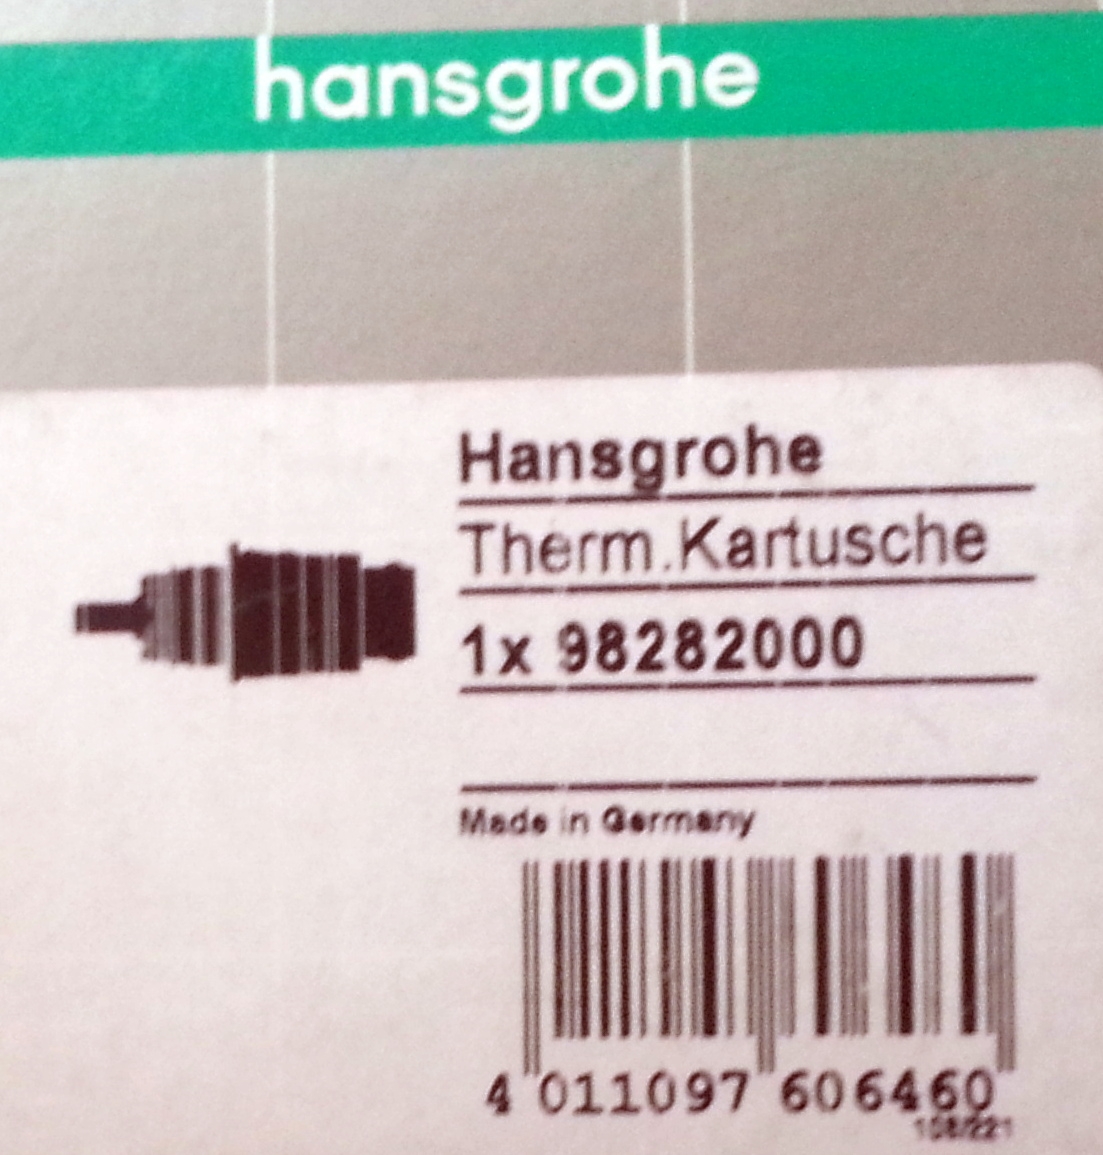 hansgrohe
Hansgrohe
Therm.Kartusche
1x 98282000
Made in Germany
4 011097 606460